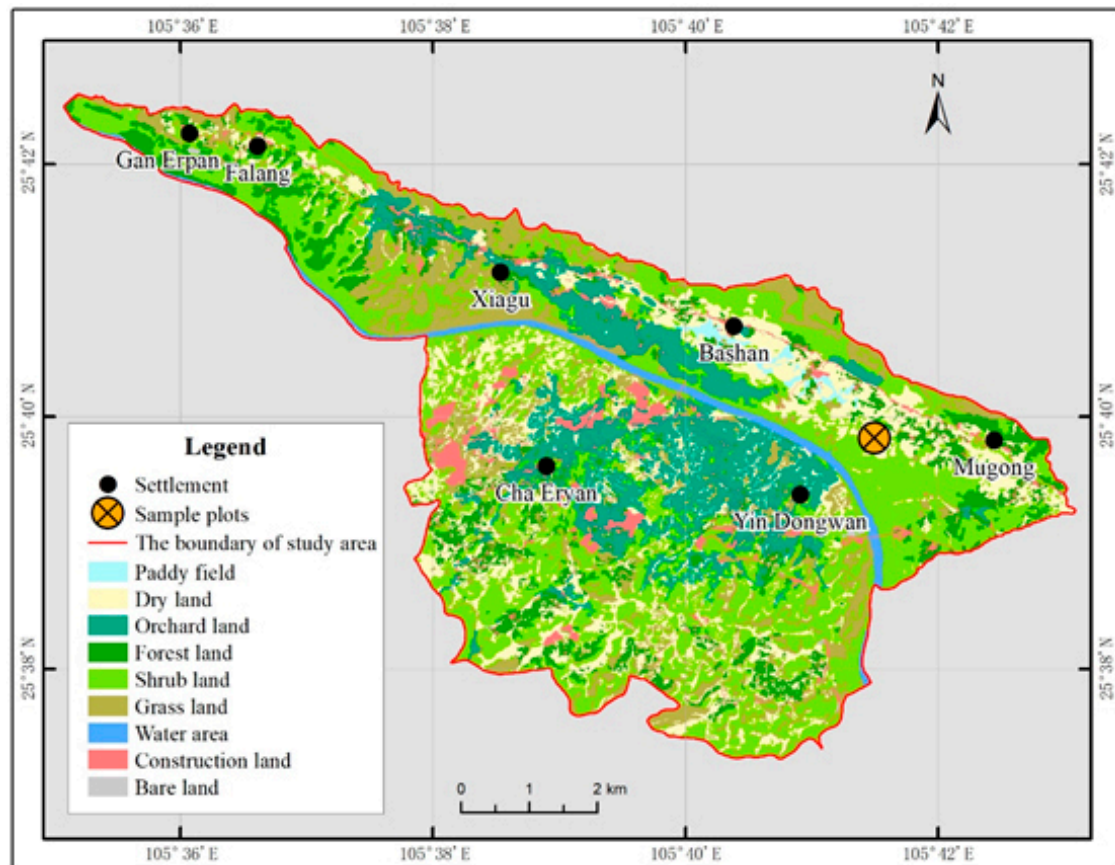 105°36′E
105°38′E
105°40′E
105°42′E
N
25°42′N
25°42′N
Gan Erpan
Falang
Xiagu
Bashan
25°40′N
25°40′N
Mugong
Cha Eryan
Yin Dongwan
25°38′N
25°38′N
Legend
Settlement
Sample plots
The boundary of study area
Paddy field
Dry land
Orchard land
Forest land
Shrub land
Grass land
Water area
Construction land
Bare land
0 1 2 km
105°36′E
105°38′E
105°40′E
105°42′E